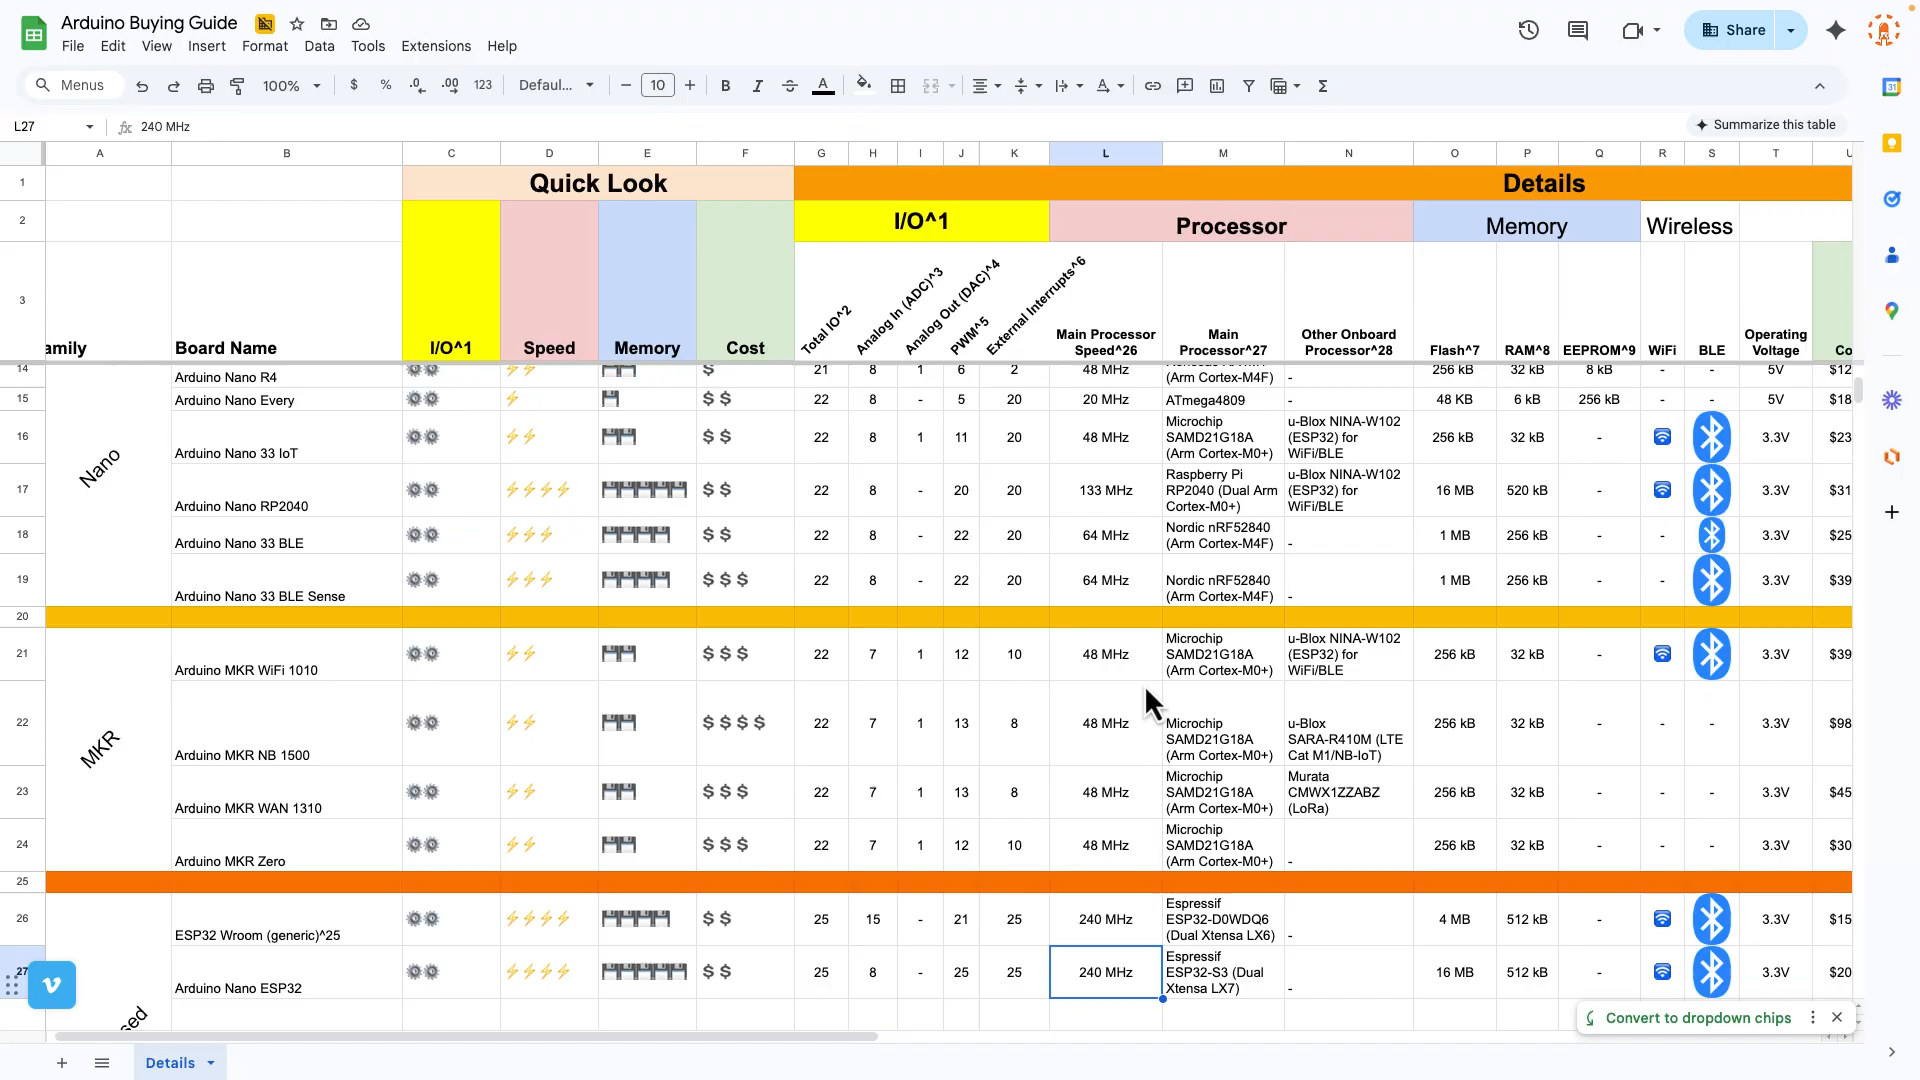 Arduino Buying Guide
File Edit View Insert Format Data Tools Extensions Help
Share
Menus 100% $ % .0 .00 123 Defaul... − 10 + B I A Σ
L27 fx 240 MHz
Summarize this table
A B C D E F G H I J K L M N O P Q R S T U
1 Quick Look Details
2 I/O^1 Processor Memory Wireless
3 amily Board Name I/O^1 Speed Memory Cost Total IO^2 Analog In (ADC)^3 Analog Out (DAC)^4 PWM^5 External Interrupts^6 Main Processor Speed^26 Main Processor^27 Other Onboard Processor^28 Flash^7 RAM^8 EEPROM^9 WiFi BLE Operating Voltage Co
14 Arduino Nano R4 $ 21 8 1 6 2 48 MHz (Arm Cortex-M4F) - 256 kB 32 kB 8 kB - - 5V $12
15 Arduino Nano Every $ $ 22 8 - 5 20 20 MHz ATmega4809 - 48 KB 6 kB 256 kB - - 5V $18
Nano
16 Arduino Nano 33 IoT $ $ 22 8 1 11 20 48 MHz Microchip SAMD21G18A (Arm Cortex-M0+) u-Blox NINA-W102 (ESP32) for WiFi/BLE 256 kB 32 kB - 3.3V $23
17 Arduino Nano RP2040 $ $ 22 8 - 20 20 133 MHz Raspberry Pi RP2040 (Dual Arm Cortex-M0+) u-Blox NINA-W102 (ESP32) for WiFi/BLE 16 MB 520 kB - 3.3V $31
18 Arduino Nano 33 BLE $ $ 22 8 - 22 20 64 MHz Nordic nRF52840 (Arm Cortex-M4F) - 1 MB 256 kB - - 3.3V $25
19 Arduino Nano 33 BLE Sense $ $ $ 22 8 - 22 20 64 MHz Nordic nRF52840 (Arm Cortex-M4F) - 1 MB 256 kB - - 3.3V $39
20
MKR
21 Arduino MKR WiFi 1010 $ $ $ 22 7 1 12 10 48 MHz Microchip SAMD21G18A (Arm Cortex-M0+) u-Blox NINA-W102 (ESP32) for WiFi/BLE 256 kB 32 kB - 3.3V $39
22 Arduino MKR NB 1500 $ $ $ $ 22 7 1 13 8 48 MHz Microchip SAMD21G18A (Arm Cortex-M0+) u-Blox SARA-R410M (LTE Cat M1/NB-IoT) 256 kB 32 kB - - - 3.3V $98
23 Arduino MKR WAN 1310 $ $ $ 22 7 1 13 8 48 MHz Microchip SAMD21G18A (Arm Cortex-M0+) Murata CMWX1ZZABZ (LoRa) 256 kB 32 kB - - - 3.3V $45
24 Arduino MKR Zero $ $ $ 22 7 1 12 10 48 MHz Microchip SAMD21G18A (Arm Cortex-M0+) - 256 kB 32 kB - - - 3.3V $30
25
26 ESP32 Wroom (generic)^25 $ $ 25 15 - 21 25 240 MHz Espressif ESP32-D0WDQ6 (Dual Xtensa LX6) - 4 MB 512 kB - 3.3V $15
27 Arduino Nano ESP32 $ $ 25 8 - 25 25 240 MHz Espressif ESP32-S3 (Dual Xtensa LX7) - 16 MB 512 kB - 3.3V $20
sed
Convert to dropdown chips
Details